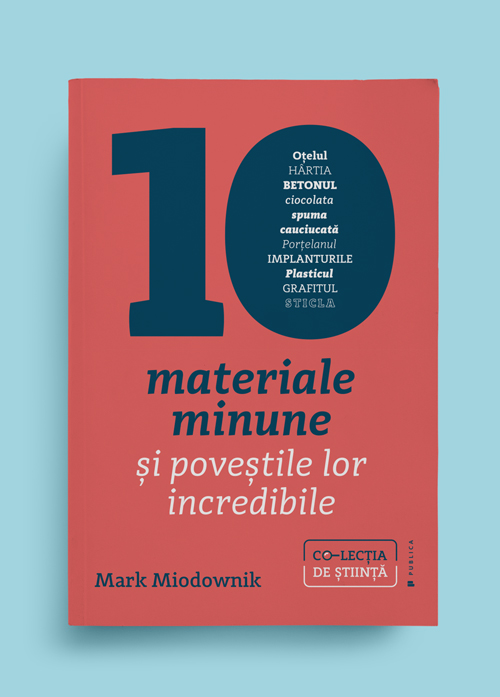 10
Oțelul
HÂRTIA
BETONUL
ciocolata
spuma
cauciucată
Porțelanul
IMPLANTURILE
Plasticul
GRAFITUL
STICLA
materiale
minune
și poveștile lor
incredibile
Mark Miodownik
CO-LECȚIA
DE ȘTIINȚĂ
PUBLICA